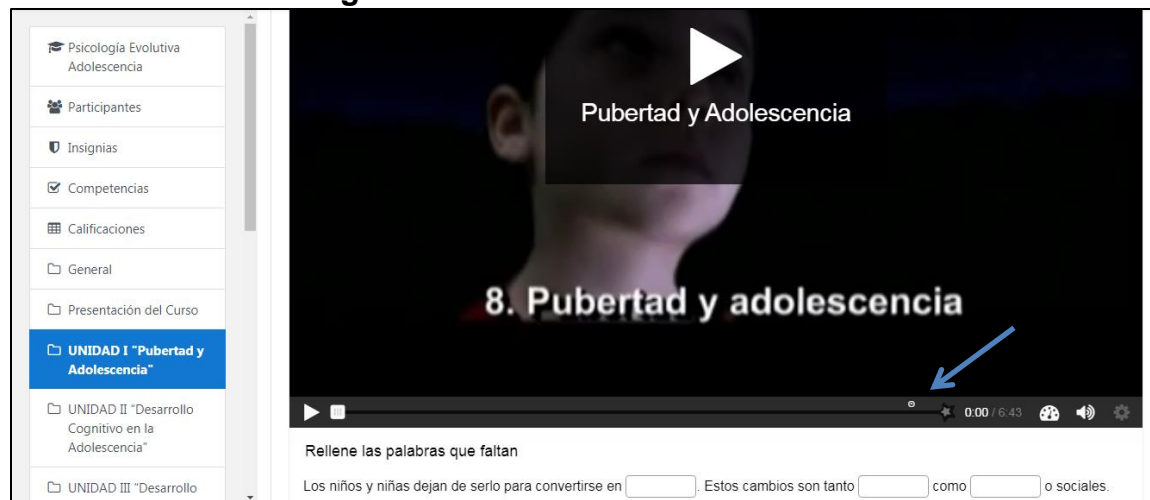 Psicología Evolutiva
Adolescencia
Participantes
Insignias
Competencias
Calificaciones
General
Presentación del Curso
UNIDAD I "Pubertad y
Adolescencia"
UNIDAD II "Desarrollo
Cognitivo en la
Adolescencia"
UNIDAD III "Desarrollo
Pubertad y Adolescencia
8. Pubertad y adolescencia
0:00 / 6:43
Rellene las palabras que faltan
Los niños y niñas dejan de serlo para convertirse en . Estos cambios son tanto como o sociales.